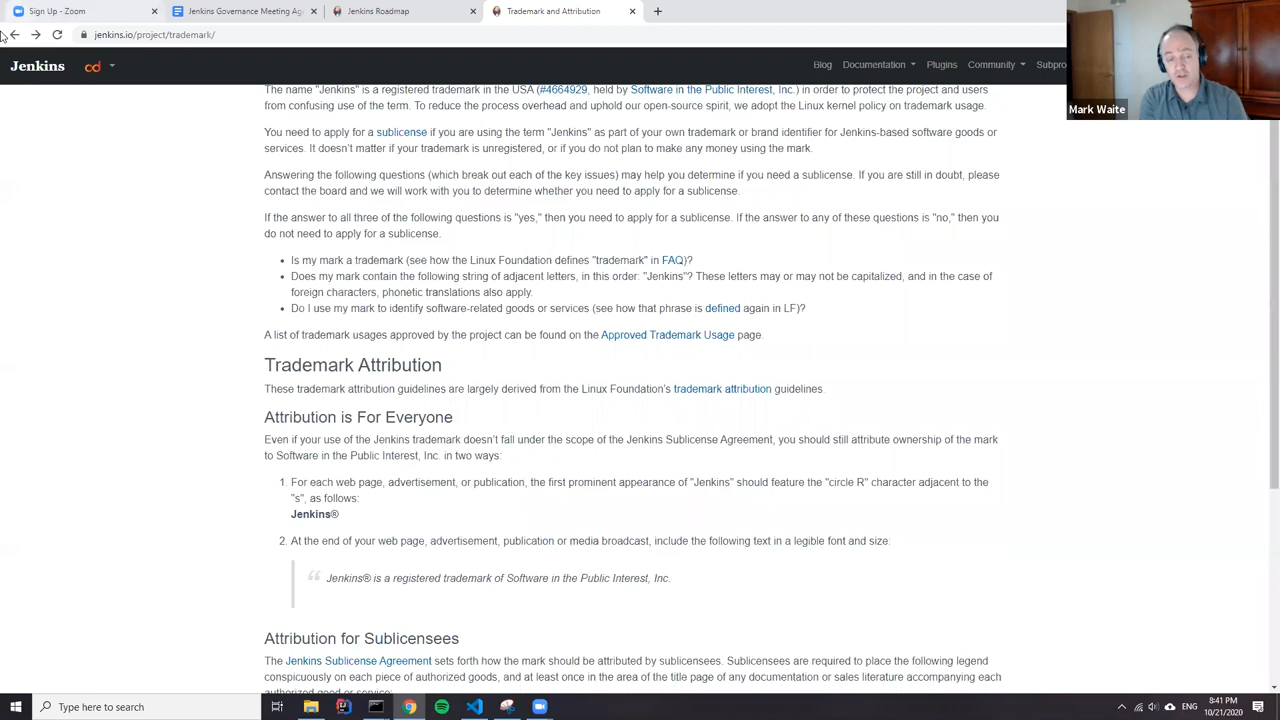 Sign Up - Zoom
Jenkins Governance Meeting Ag
Jenkins Roadmap
Trademark and Attribution
jenkins.io/project/trademark/
Jenkins
cd
Blog
Documentation
Plugins
Community
Subpro
Mark Waite
The name "Jenkins" is a registered trademark in the USA (#4664929, held by Software in the Public Interest, Inc.) in order to protect the project and users
from confusing use of the term. To reduce the process overhead and uphold our open-source spirit, we adopt the Linux kernel policy on trademark usage.
You need to apply for a sublicense if you are using the term "Jenkins" as part of your own trademark or brand identifier for Jenkins-based software goods or
services. It doesn't matter if your trademark is unregistered, or if you do not plan to make any money using the mark.
Answering the following questions (which break out each of the key issues) may help you determine if you need a sublicense. If you are still in doubt, please
contact the board and we will work with you to determine whether you need to apply for a sublicense.
If the answer to all three of the following questions is "yes," then you need to apply for a sublicense. If the answer to any of these questions is "no," then you
do not need to apply for a sublicense.
• Is my mark a trademark (see how the Linux Foundation defines "trademark" in FAQ)?
• Does my mark contain the following string of adjacent letters, in this order: "Jenkins"? These letters may or may not be capitalized, and in the case of
foreign characters, phonetic translations also apply.
• Do I use my mark to identify software-related goods or services (see how that phrase is defined again in LF)?
A list of trademark usages approved by the project can be found on the Approved Trademark Usage page.
Trademark Attribution
These trademark attribution guidelines are largely derived from the Linux Foundation's trademark attribution guidelines.
Attribution is For Everyone
Even if your use of the Jenkins trademark doesn't fall under the scope of the Jenkins Sublicense Agreement, you should still attribute ownership of the mark
to Software in the Public Interest, Inc. in two ways:
1. For each web page, advertisement, or publication, the first prominent appearance of "Jenkins" should feature the "circle R" character adjacent to the
"s", as follows:
Jenkins®
2. At the end of your web page, advertisement, publication or media broadcast, include the following text in a legible font and size:
Jenkins® is a registered trademark of Software in the Public Interest, Inc.
Attribution for Sublicensees
The Jenkins Sublicense Agreement sets forth how the mark should be attributed by sublicensees. Sublicensees are required to place the following legend
conspicuously on each piece of authorized goods, and at least once in the area of the title page of any documentation or sales literature accompanying each
authorized good or service:
Type here to search
ENG
8:41 PM
10/21/2020